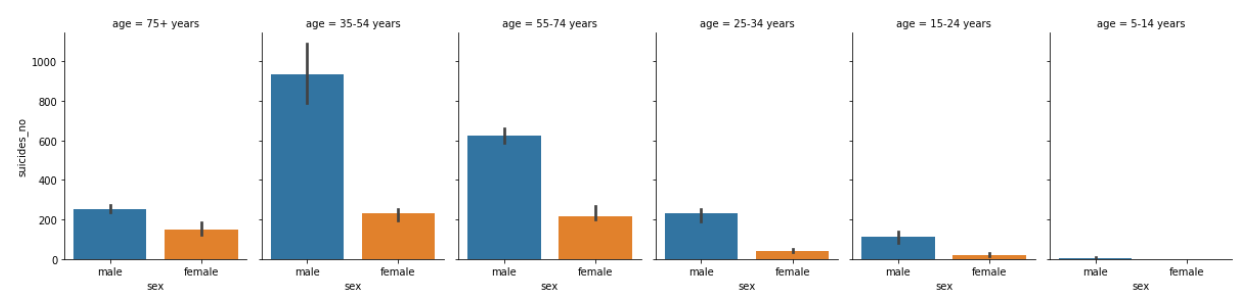 age = 75+ years
age = 35-54 years
age = 55-74 years
age = 25-34 years
age = 15-24 years
age = 5-14 years
suicides_no
1000
800
600
400
200
0
male female
male female
male female
male female
male female
male female
sex
sex
sex
sex
sex
sex